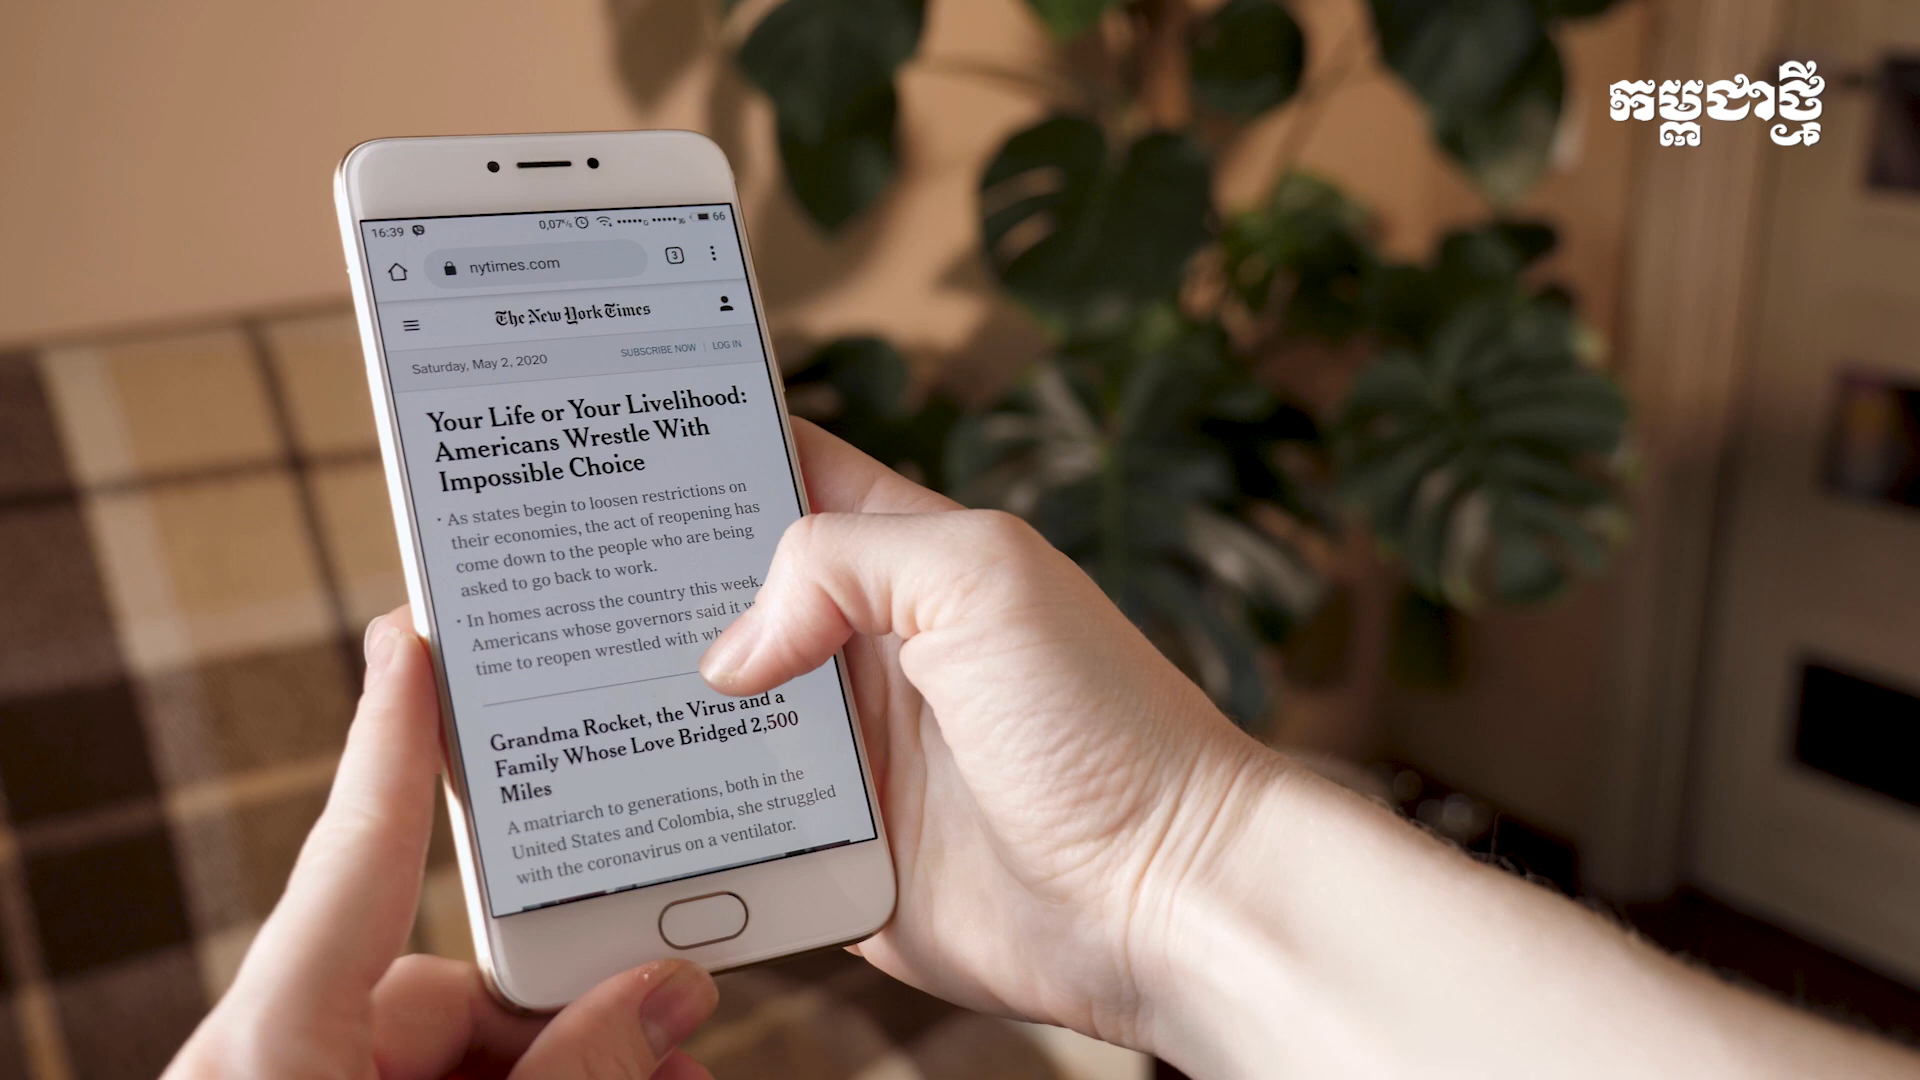 កម្ពុជាថ្មី
16:39
0,07ᴷ/s
66
nytimes.com
3
The New York Times
Saturday, May 2, 2020
SUBSCRIBE NOW | LOG IN
Your Life or Your Livelihood:
Americans Wrestle With
Impossible Choice
· As states begin to loosen restrictions on
their economies, the act of reopening has
come down to the people who are being
asked to go back to work.
· In homes across the country this week,
Americans whose governors said it
time to reopen wrestled with
Grandma Rocket, the Virus and a
Family Whose Love Bridged 2,500
Miles
A matriarch to generations, both in the
United States and Colombia, she struggled
with the coronavirus on a ventilator.